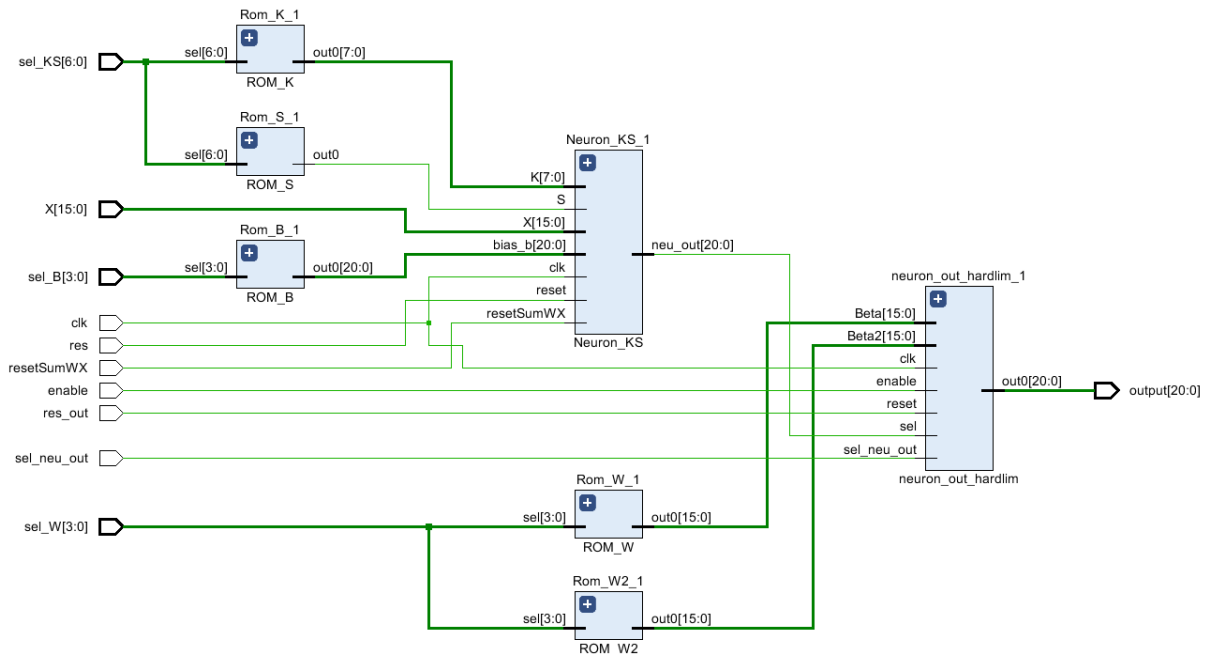 Rom_K_1
sel_KS[6:0]
sel[6:0]
out0[7:0]
ROM_K
Rom_S_1
sel[6:0]
out0
ROM_S
Neuron_KS_1
K[7:0]
S
X[15:0]
X[15:0]
Rom_B_1
bias_b[20:0]
neu_out[20:0]
sel_B[3:0]
sel[3:0]
out0[20:0]
clk
ROM_B
reset
resetSumWX
Neuron_KS
clk
res
resetSumWX
enable
res_out
sel_neu_out
neuron_out_hardlim_1
Beta[15:0]
Beta2[15:0]
clk
enable
reset
sel
sel_neu_out
out0[20:0]
output[20:0]
neuron_out_hardlim
Rom_W_1
sel_W[3:0]
sel[3:0]
out0[15:0]
ROM_W
Rom_W2_1
sel[3:0]
out0[15:0]
ROM_W2